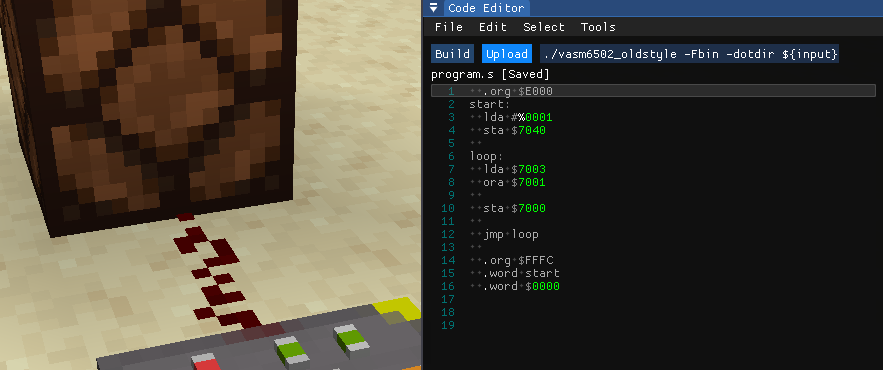 Code Editor
File Edit Select Tools
Build Upload ./vasm6502_oldstyle -Fbin -dotdir ${input}
program.s [Saved]
1 .org $E000
2 start:
3 lda #%0001
4 sta $7040
5
6 loop:
7 lda $7003
8 ora $7001
9
10 sta $7000
11
12 jmp loop
13
14 .org $FFFC
15 .word start
16 .word $0000
17
18
19